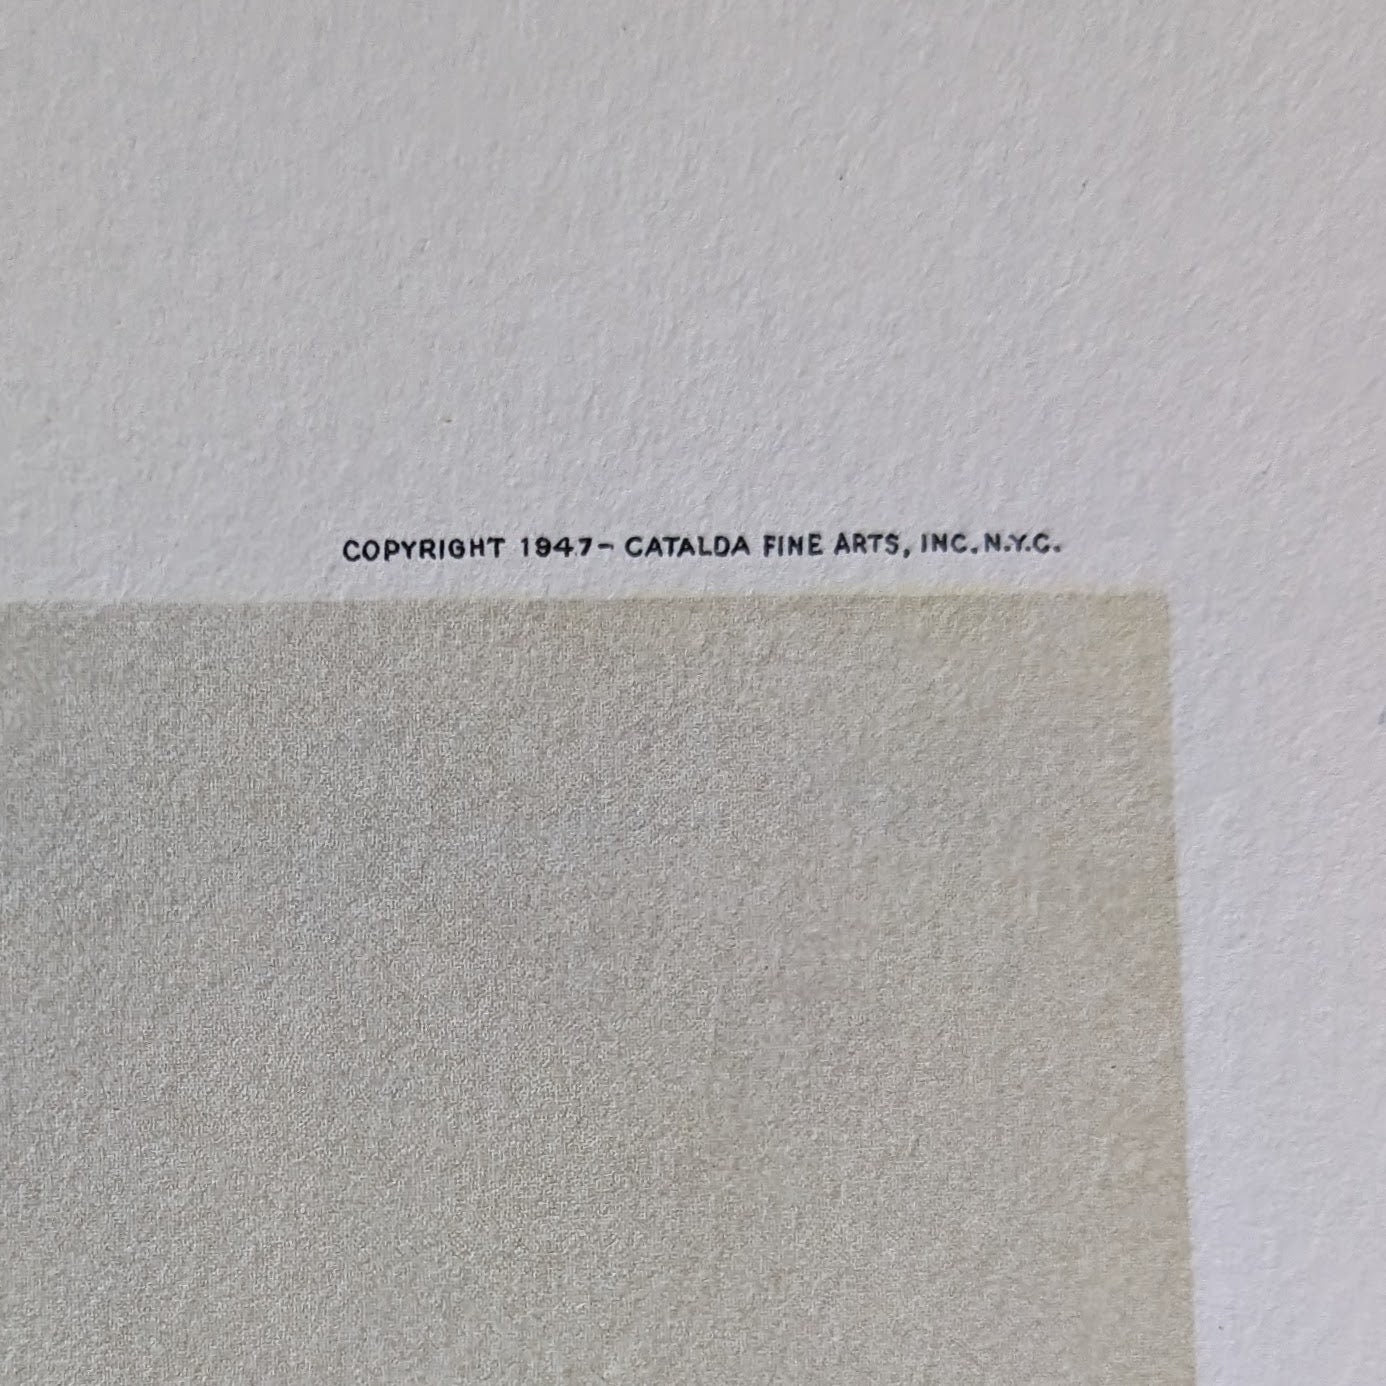 COPYRIGHT 1947- CATALDA FINE ARTS, INC. N.Y.C.